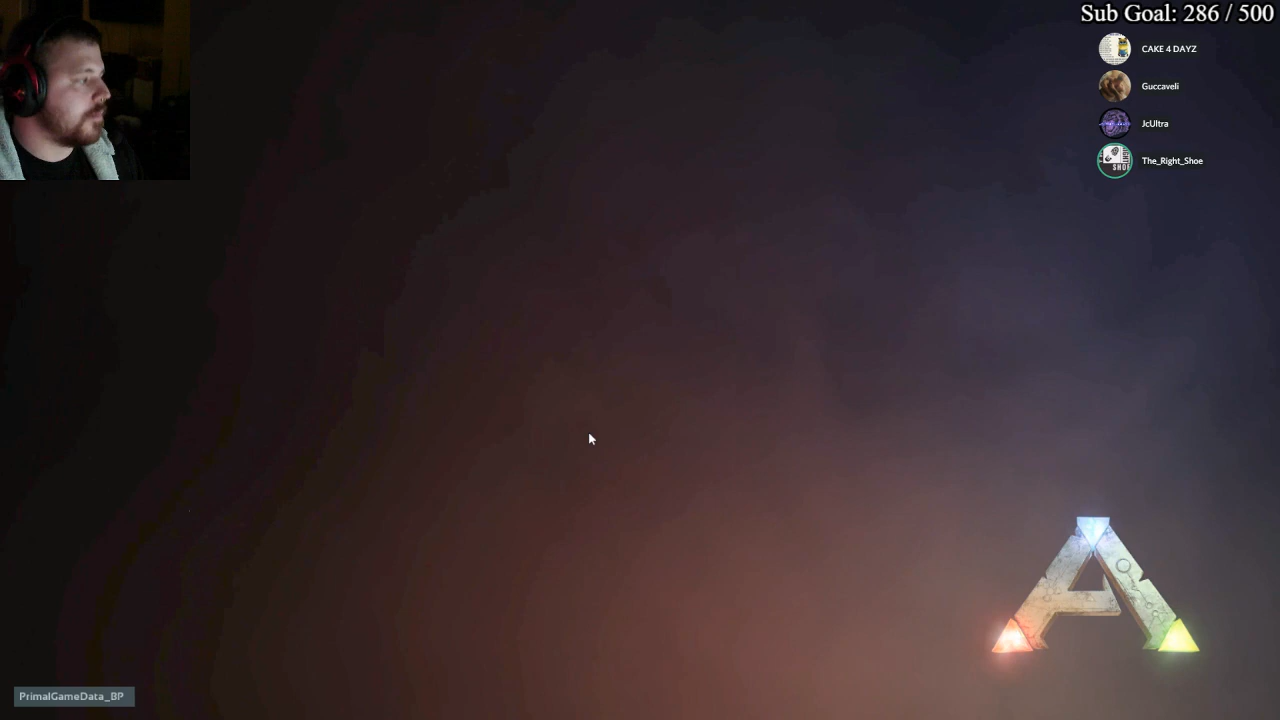 Sub Goal: 286 / 500
CAKE 4 DAYZ
Guccaveli
JcUltra
The_Right_Shoe
PrimalGameData_BP